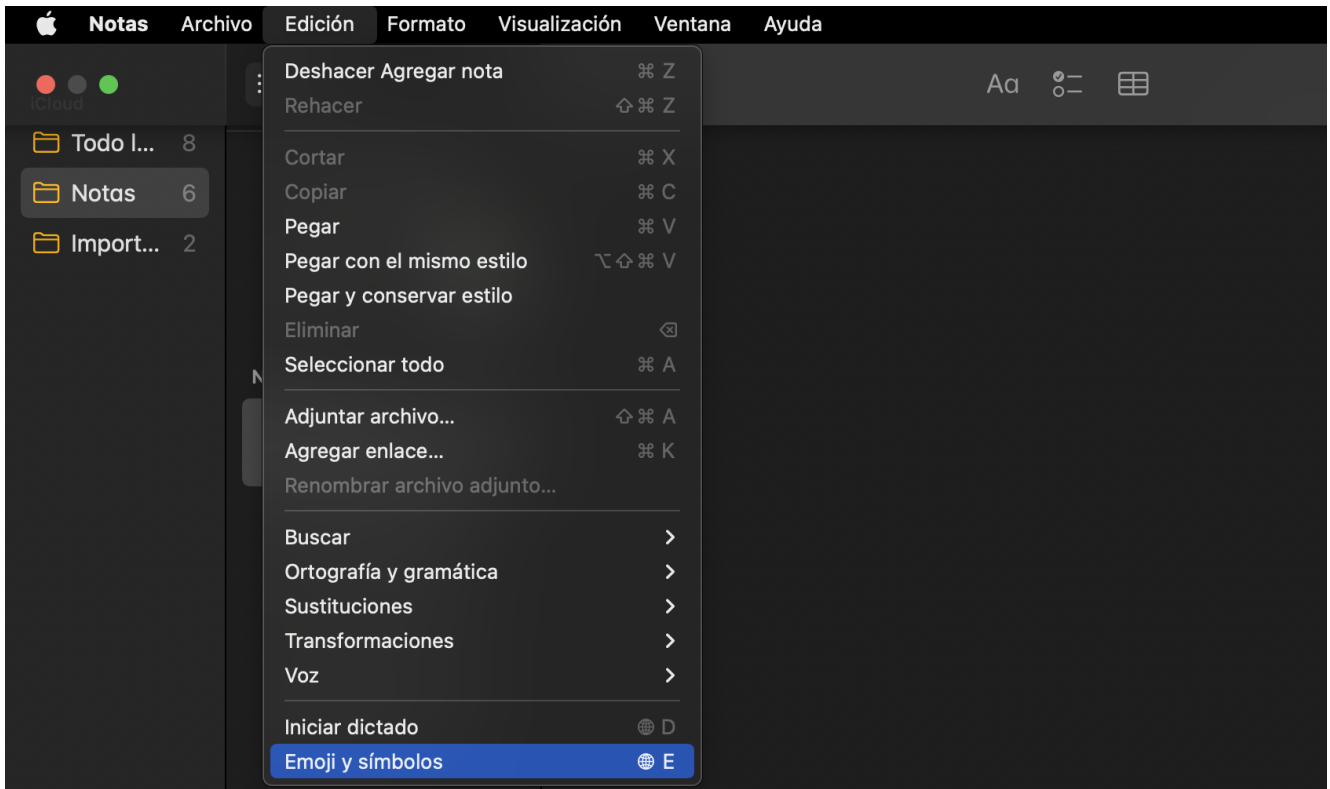 Notas Archivo Edición Formato Visualización Ventana Ayuda
iCloud
Todo l... 8
Notas 6
Import... 2
N
Aa
Deshacer Agregar nota ⌘ Z
Rehacer ⇧ ⌘ Z
Cortar ⌘ X
Copiar ⌘ C
Pegar ⌘ V
Pegar con el mismo estilo ⌥ ⇧ ⌘ V
Pegar y conservar estilo
Eliminar ⌫
Seleccionar todo ⌘ A
Adjuntar archivo... ⇧ ⌘ A
Agregar enlace... ⌘ K
Renombrar archivo adjunto...
Buscar
Ortografía y gramática
Sustituciones
Transformaciones
Voz
Iniciar dictado 🌐 D
Emoji y símbolos 🌐 E